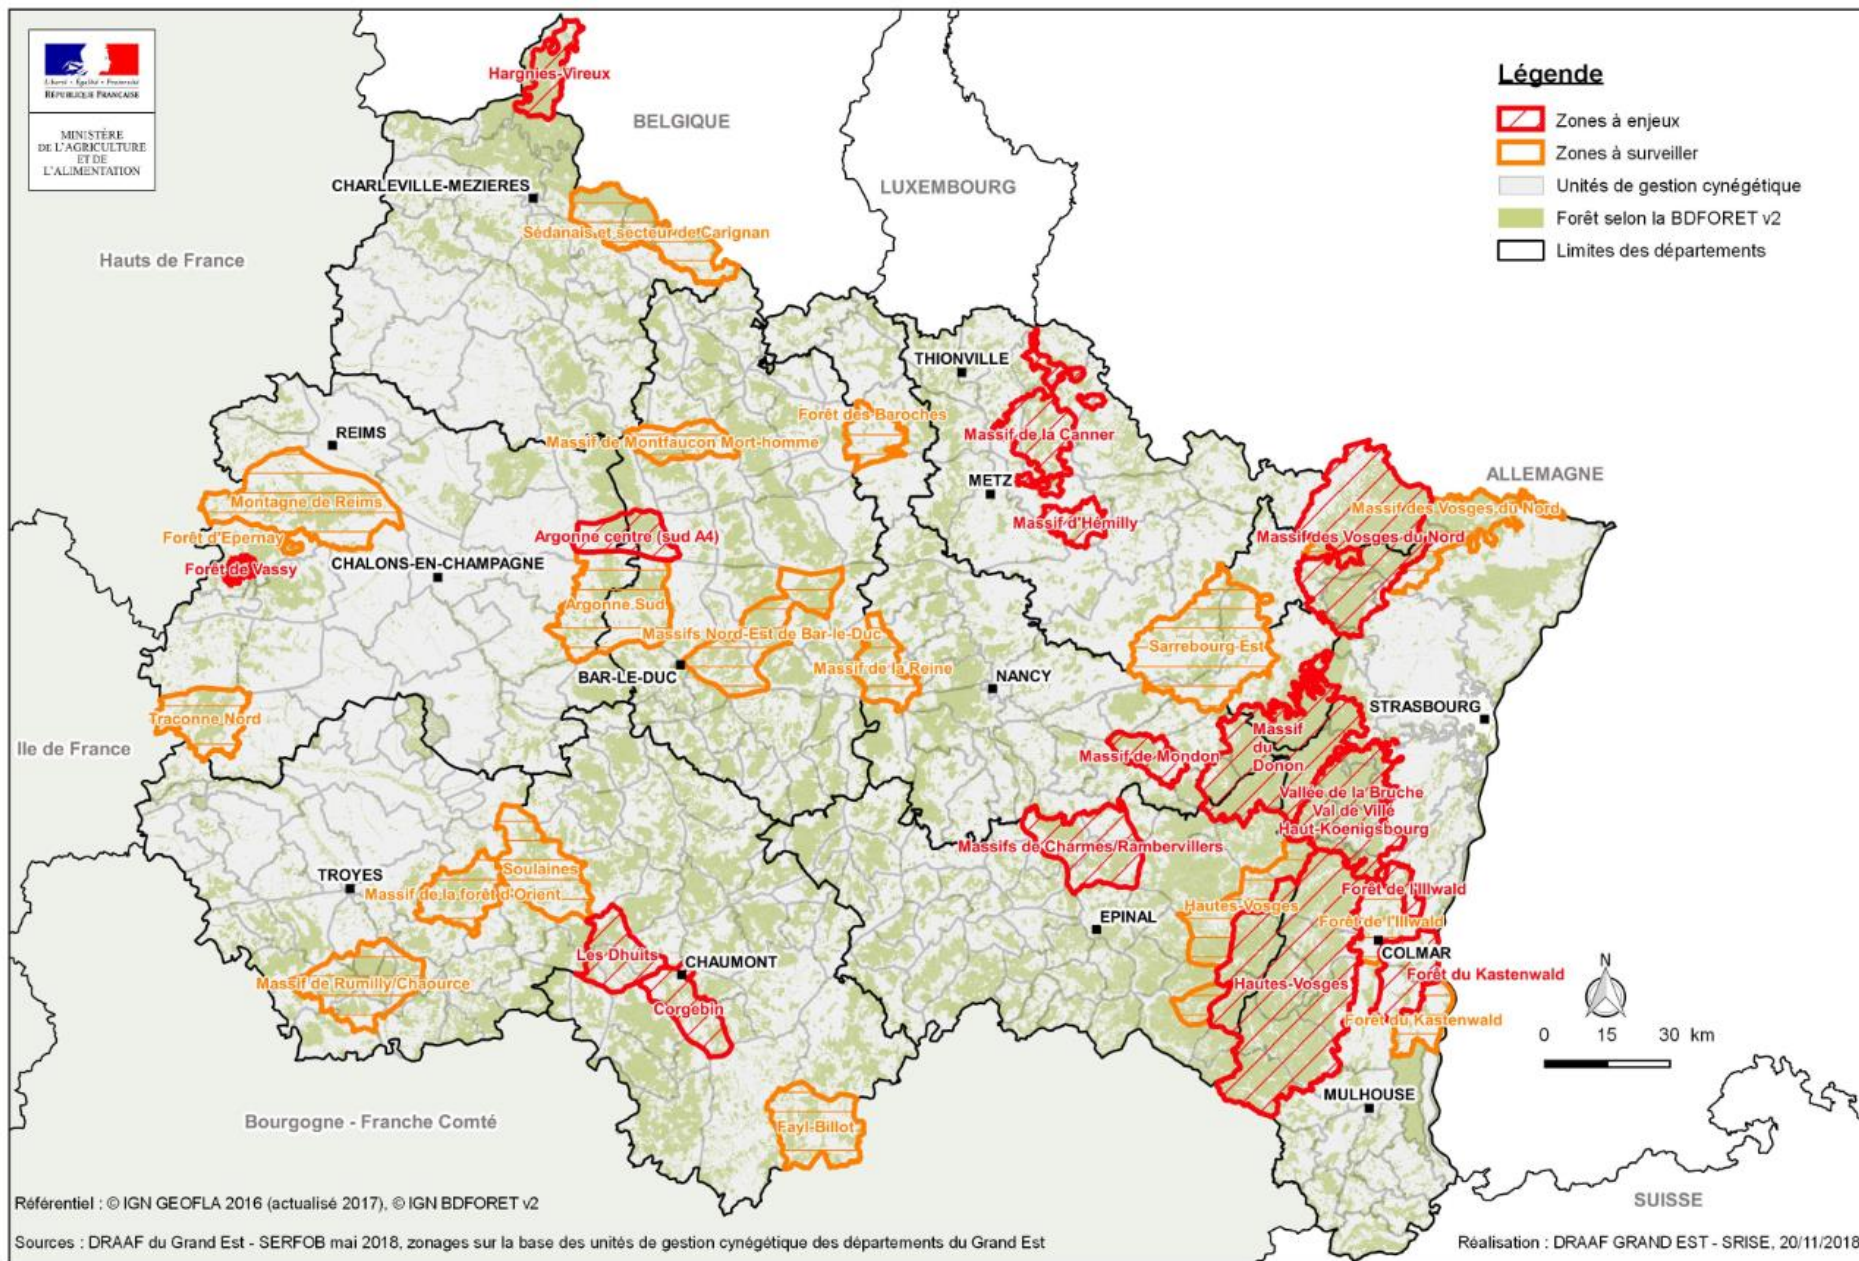 Liberté • Égalité • Fraternité
RÉPUBLIQUE FRANÇAISE
MINISTÈRE
DE L'AGRICULTURE
ET DE
L'ALIMENTATION
Légende
Zones à enjeux
Zones à surveiller
Unités de gestion cynégétique
Forêt selon la BDFORET v2
Limites des départements
Hargnies-Vireux
BELGIQUE
LUXEMBOURG
CHARLEVILLE-MEZIERES
Sédanais et secteur de Carignan
Hauts de France
THIONVILLE
Forêt des Baroches
REIMS
Massif de Montfaucon Mort-homme
Massif de la Canner
METZ
ALLEMAGNE
Montagne de Reims
Massif des Vosges du Nord
Massif d'Hémilly
Forêt d'Epernay
Argonne centre (sud A4)
Massif des Vosges du Nord
Forêt de Vassy
CHALONS-EN-CHAMPAGNE
Argonne Sud
Massifs Nord-Est de Bar-le-Duc
Sarrebourg Est
BAR-LE-DUC
Massif de la Reine
NANCY
STRASBOURG
Traconne Nord
Ile de France
Massif
du
Donon
Massif de Mondon
Vallée de la Bruche
Val de Villé
Haut-Koenigsbourg
Massifs de Charmes/Rambervillers
TROYES
Soulaines
Massif de la forêt d'Orient
Forêt de l'Illwald
Hautes-Vosges
EPINAL
Forêt de l'Illwald
COLMAR
Les Dhuits
CHAUMONT
Massif de Rumilly/Chaource
Hautes-Vosges
Forêt du Kastenwald
Corgébin
Forêt du Kastenwald
N
0 15 30 km
MULHOUSE
Bourgogne - Franche Comté
Fayl-Billot
SUISSE
Référentiel : © IGN GEOFLA 2016 (actualisé 2017), © IGN BDFORET v2
Sources : DRAAF du Grand Est - SERFOB mai 2018, zonages sur la base des unités de gestion cynégétique des départements du Grand Est
Réalisation : DRAAF GRAND EST - SRISE, 20/11/2018